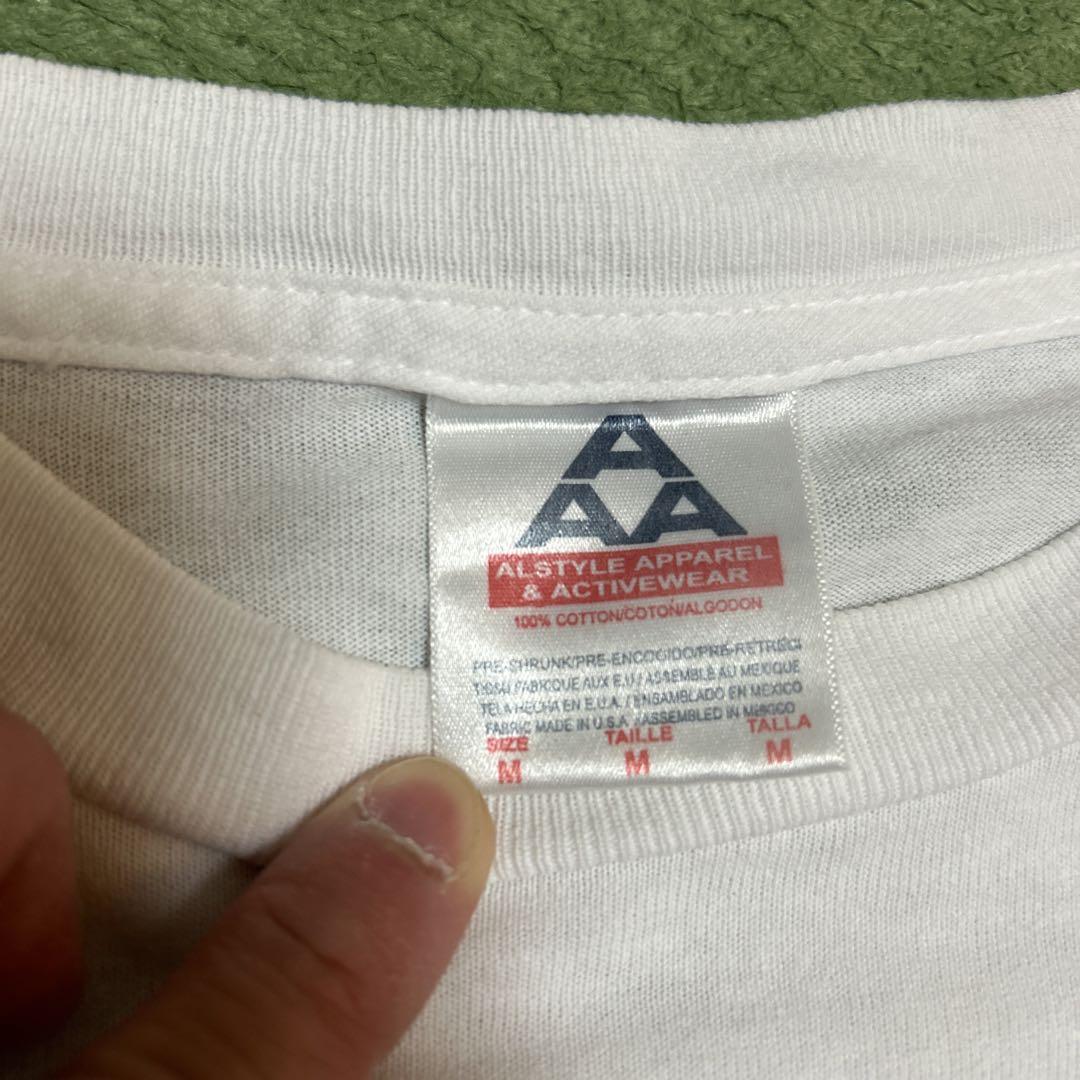 A
A A
ALSTYLE APPAREL
& ACTIVEWEAR
100% COTTON/COTON/ALGODON
PRE-SHRUNK/PRE-ENCOGIDO/PRE-RETRECI
TISSU FABRIQUE AUX E.U./ASSEMBLE AU MEXIQUE
TELA HECHA EN E.U.A. / ENSAMBLADO EN MEXICO
FABRIC MADE IN U.S.A. /ASSEMBLED IN MEXICO
SIZE TAILLE TALLA
M M M